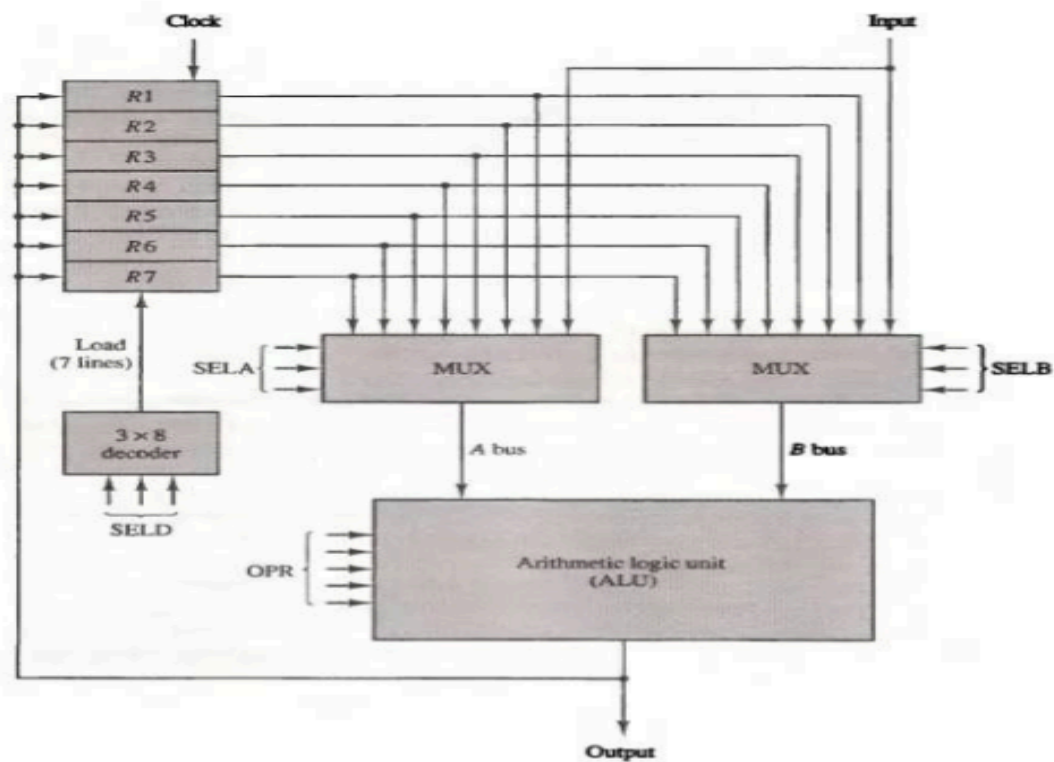 Clock
Input
R1
R2
R3
R4
R5
R6
R7
Load
(7 lines)
SELA
MUX
MUX
SELB
3 × 8
decoder
A bus
B bus
SELD
OPR
Arithmetic logic unit
(ALU)
Output